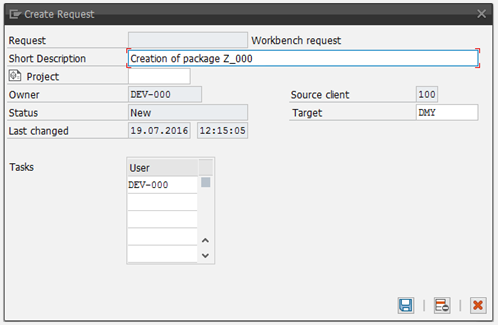 Create Request
Request Workbench request
Short Description Creation of package Z_000
Project
Owner DEV-000 Source client 100
Status New Target DMY
Last changed 19.07.2016 12:15:05
Tasks User
DEV-000